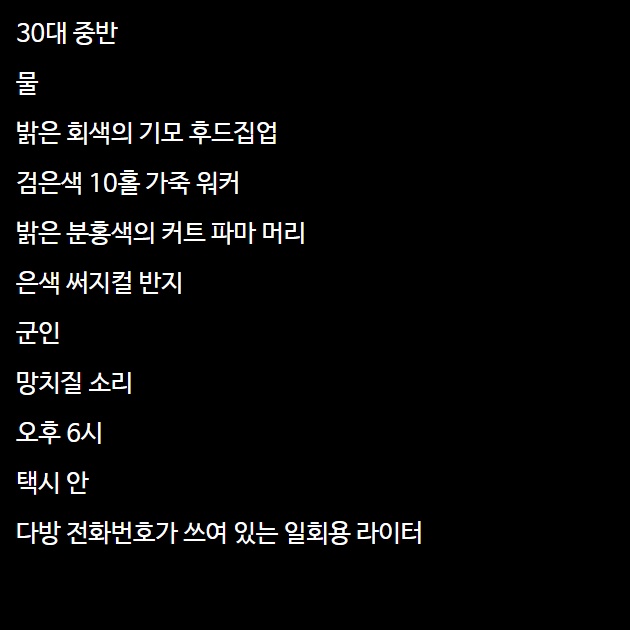 30대 중반
물
밝은 회색의 기모 후드집업
검은색 10홀 가죽 워커
밝은 분홍색의 커트 파마 머리
은색 써지컬 반지
군인
망치질 소리
오후 6시
택시 안
다방 전화번호가 쓰여 있는 일회용 라이터